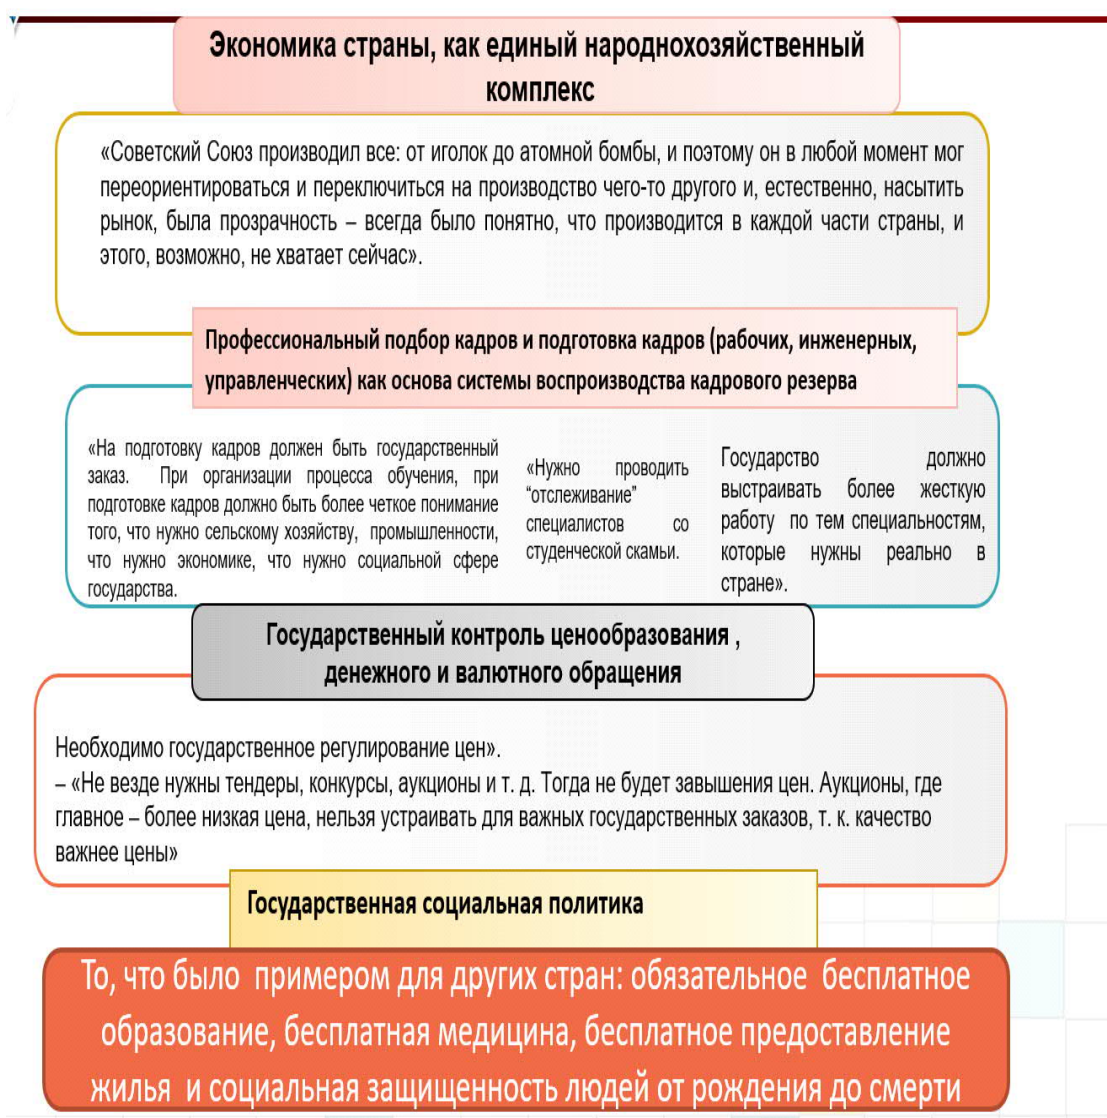 Экономика страны, как единый народнохозяйственный
комплекс
«Советский Союз производил все: от иголок до атомной бомбы, и поэтому он в любой момент мог
переориентироваться и переключиться на производство чего-то другого и, естественно, насытить
рынок, была прозрачность – всегда было понятно, что производится в каждой части страны, и
этого, возможно, не хватает сейчас».
Профессиональный подбор кадров и подготовка кадров (рабочих, инженерных,
управленческих) как основа системы воспроизводства кадрового резерва
«На подготовку кадров должен быть государственный
заказ. При организации процесса обучения, при
подготовке кадров должно быть более четкое понимание
того, что нужно сельскому хозяйству, промышленности,
что нужно экономике, что нужно социальной сфере
государства.
«Нужно проводить
“отслеживание”
специалистов со
студенческой скамьи.
Государство должно
выстраивать более жесткую
работу по тем специальностям,
которые нужны реально в
стране».
Государственный контроль ценообразования ,
денежного и валютного обращения
Необходимо государственное регулирование цен».
– «Не везде нужны тендеры, конкурсы, аукционы и т. д. Тогда не будет завышения цен. Аукционы, где
главное – более низкая цена, нельзя устраивать для важных государственных заказов, т. к. качество
важнее цены»
Государственная социальная политика
То, что было примером для других стран: обязательное бесплатное
образование, бесплатная медицина, бесплатное предоставление
жилья и социальная защищенность людей от рождения до смерти